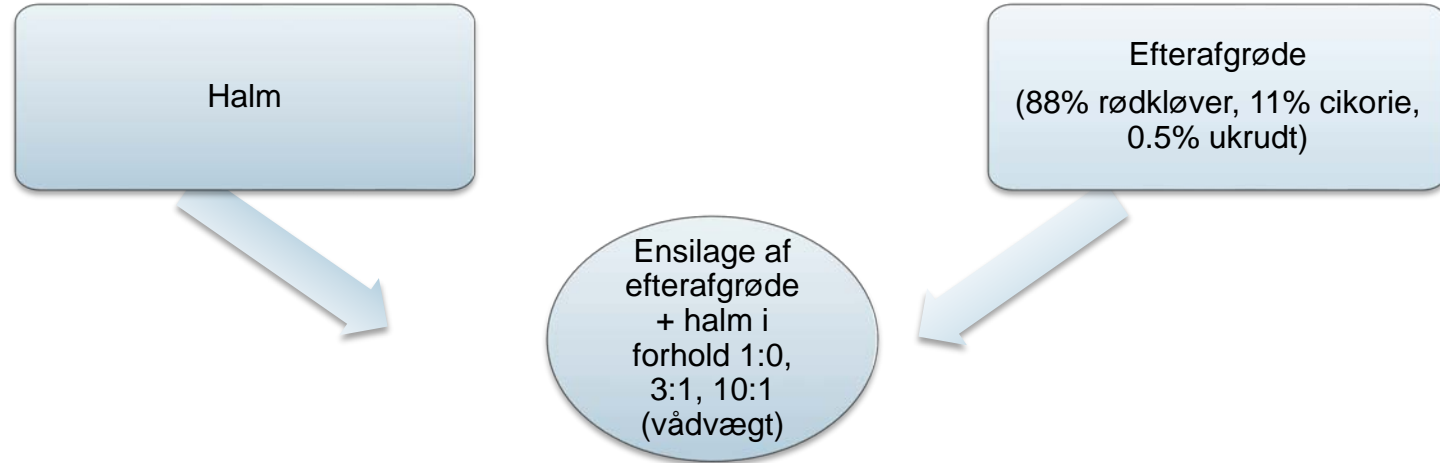 Halm
Efterafgrøde
(88% rødkløver, 11% cikorie,
0.5% ukrudt)
Ensilage af
efterafgrøde
+ halm i
forhold 1:0,
3:1, 10:1
(vådvægt)